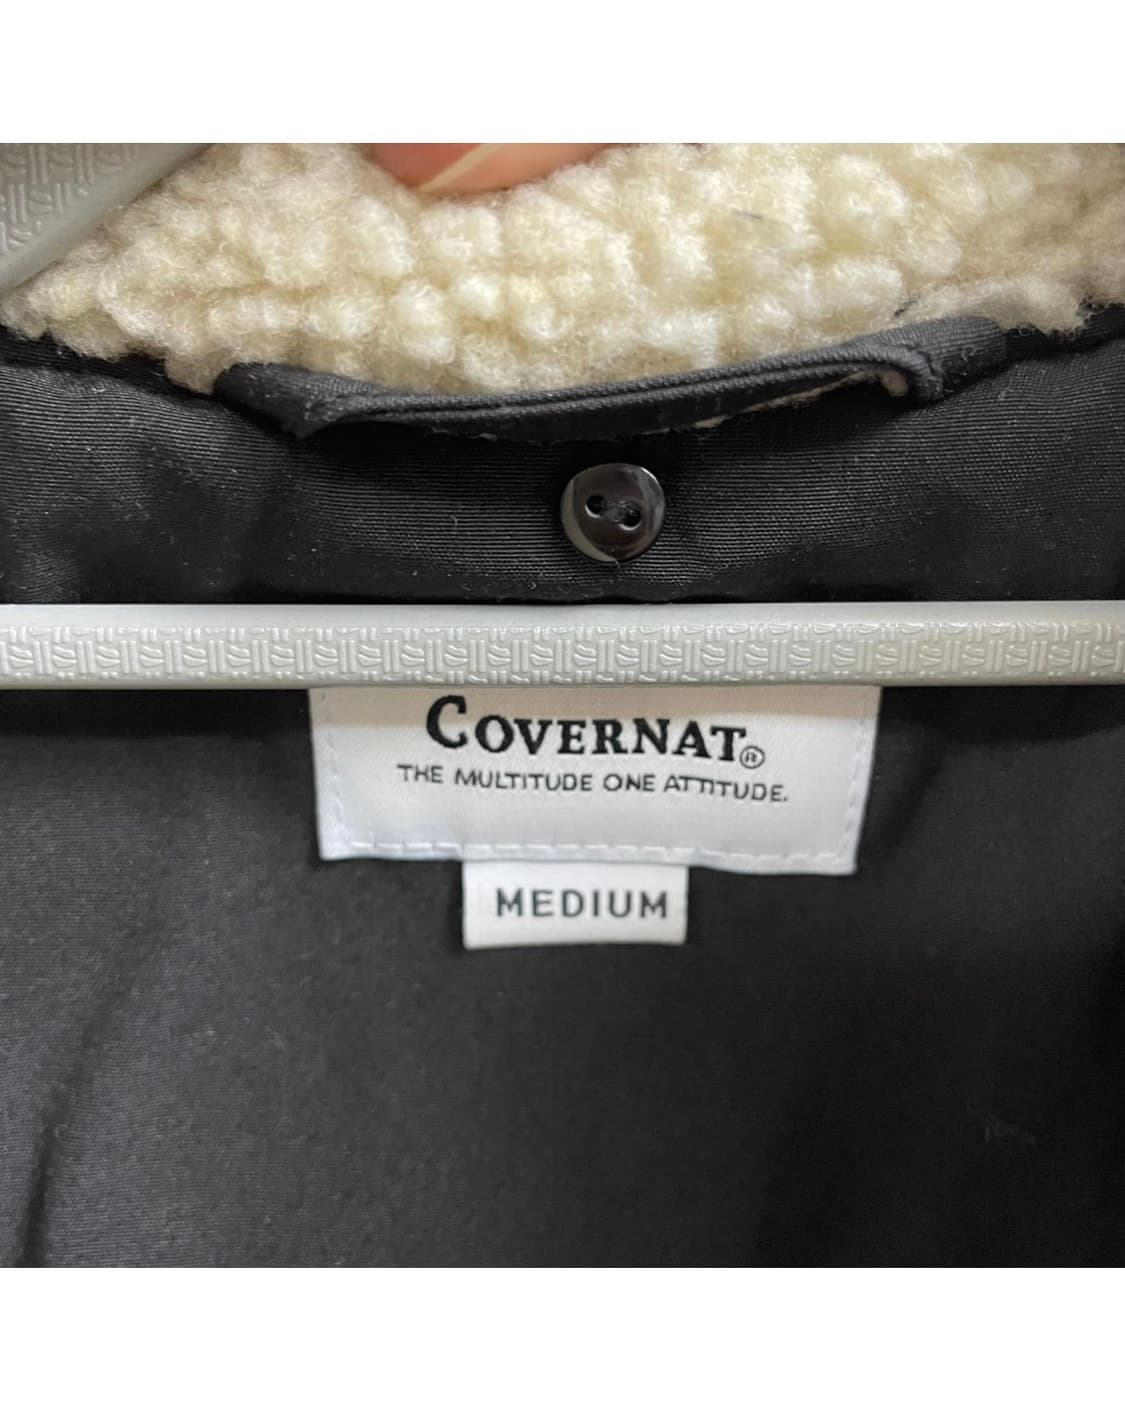 COVERNAT®
THE MULTITUDE ONE ATTITUDE.
MEDIUM